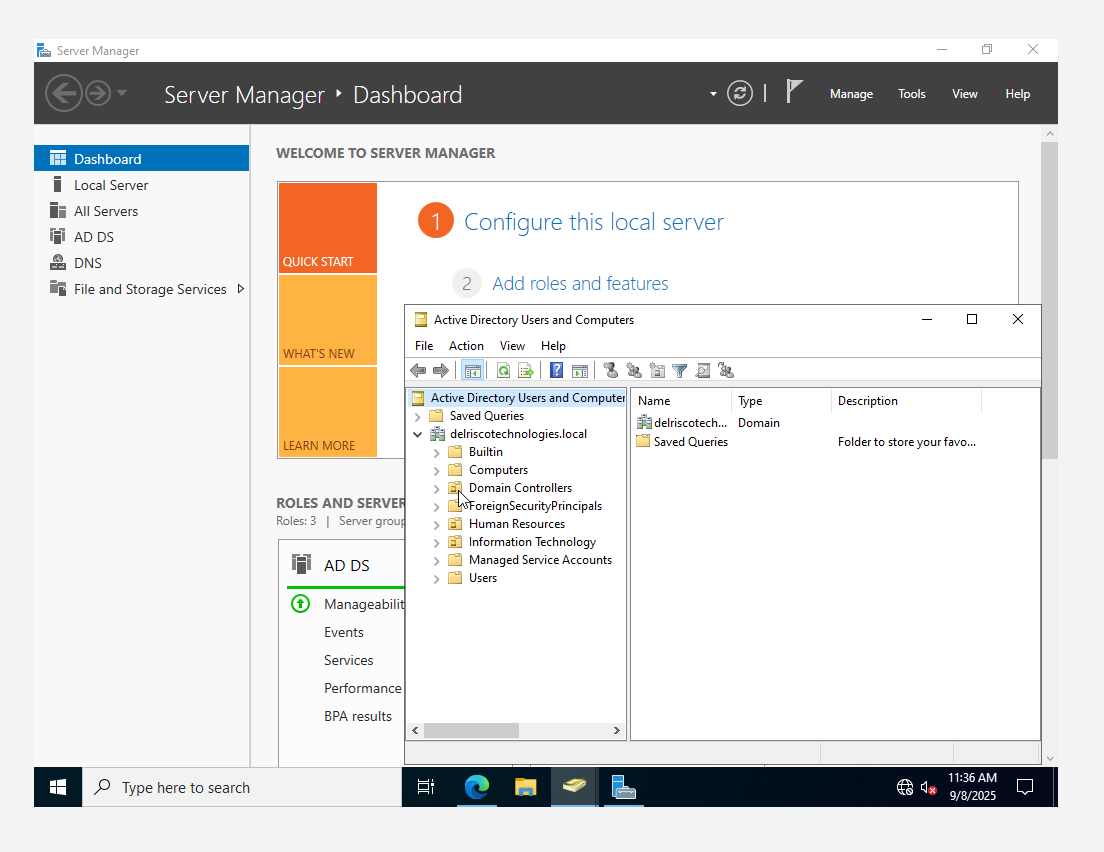 Server Manager
Server Manager ‣ Dashboard
Manage Tools View Help
Dashboard
Local Server
All Servers
AD DS
DNS
File and Storage Services
WELCOME TO SERVER MANAGER
QUICK START
WHAT'S NEW
LEARN MORE
1 Configure this local server
2 Add roles and features
ROLES AND SERVER
Roles: 3 | Server group
AD DS
Manageabilit
Events
Services
Performance
BPA results
Active Directory Users and Computers
File Action View Help
Active Directory Users and Computer
Saved Queries
delriscotechnologies.local
Builtin
Computers
Domain Controllers
ForeignSecurityPrincipals
Human Resources
Information Technology
Managed Service Accounts
Users
Name Type Description
delriscotech... Domain
Saved Queries Folder to store your favo...
Type here to search
11:36 AM
9/8/2025